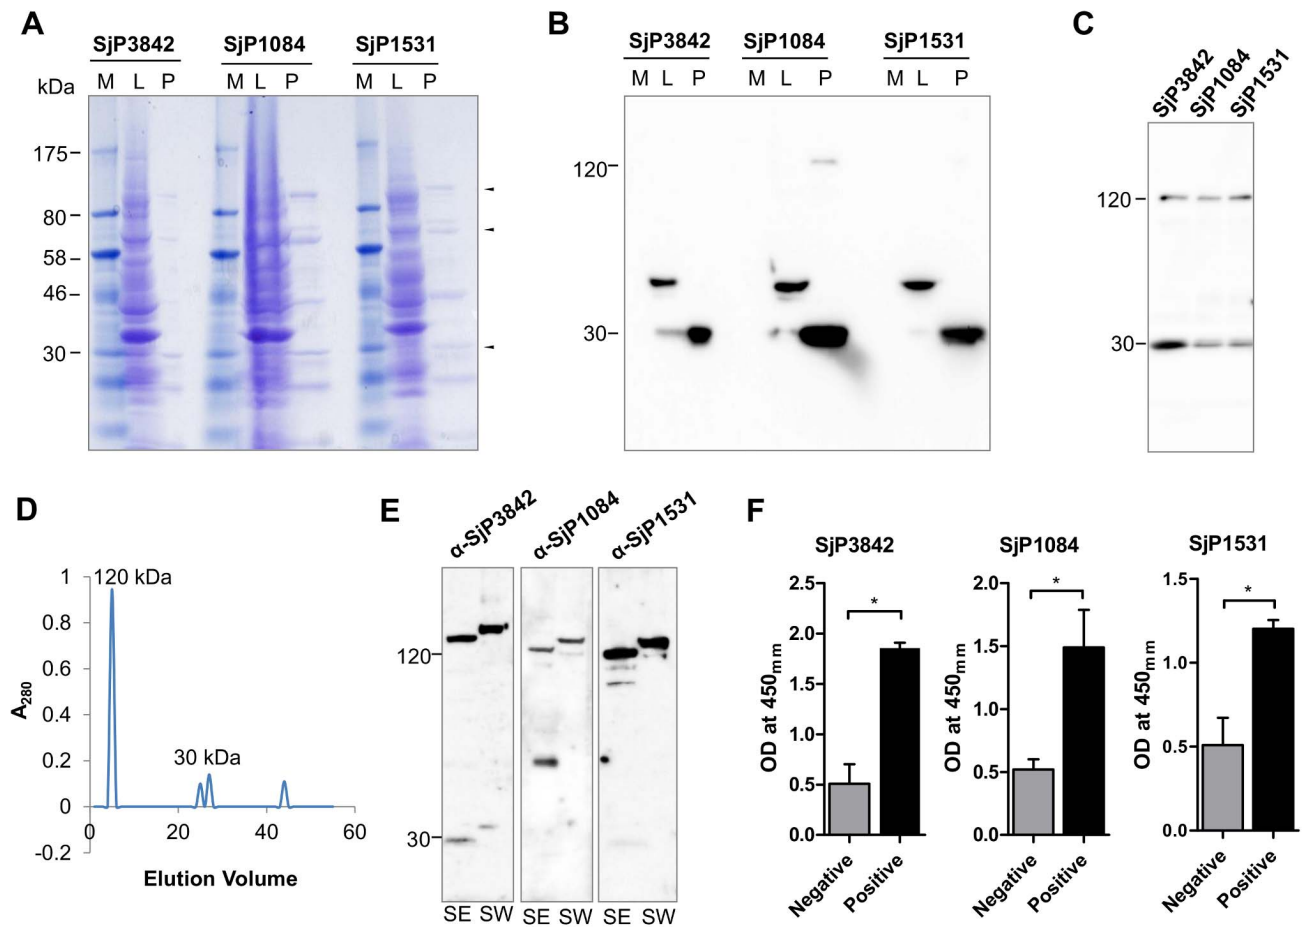 A
SjP3842 SjP1084 SjP1531
kDa M L P M L P M L P
175
80
58
46
30
B
SjP3842 SjP1084 SjP1531
M L P M L P M L P
120
30
C
SjP3842 SjP1084 SjP1531
120
30
D
1 120 kDa
0.8
0.6
0.4
0.2 30 kDa
0
-0.2
0 20 40 60
A280
Elution Volume
E
α-SjP3842 α-SjP1084 α-SjP1531
120
30
SE SW SE SW SE SW
F
SjP3842
*
2.5
2.0
1.5
1.0
0.5
0.0
OD at 450mm
Negative Positive
SjP1084
*
2.0
1.5
1.0
0.5
0.0
OD at 450mm
Negative Positive
SjP1531
*
1.5
1.0
0.5
0.0
OD at 450mm
Negative Positive